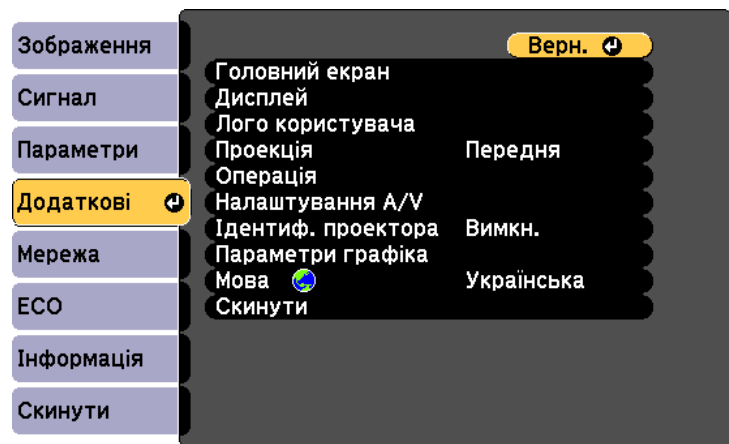 Зображення
Сигнал
Параметри
Додаткові
Мережа
ECO
Інформація
Скинути
Верн.
Головний екран
Дисплей
Лого користувача
Проекція Передня
Операція
Налаштування A/V
Ідентиф. проектора Вимкн.
Параметри графіка
Мова Українська
Скинути